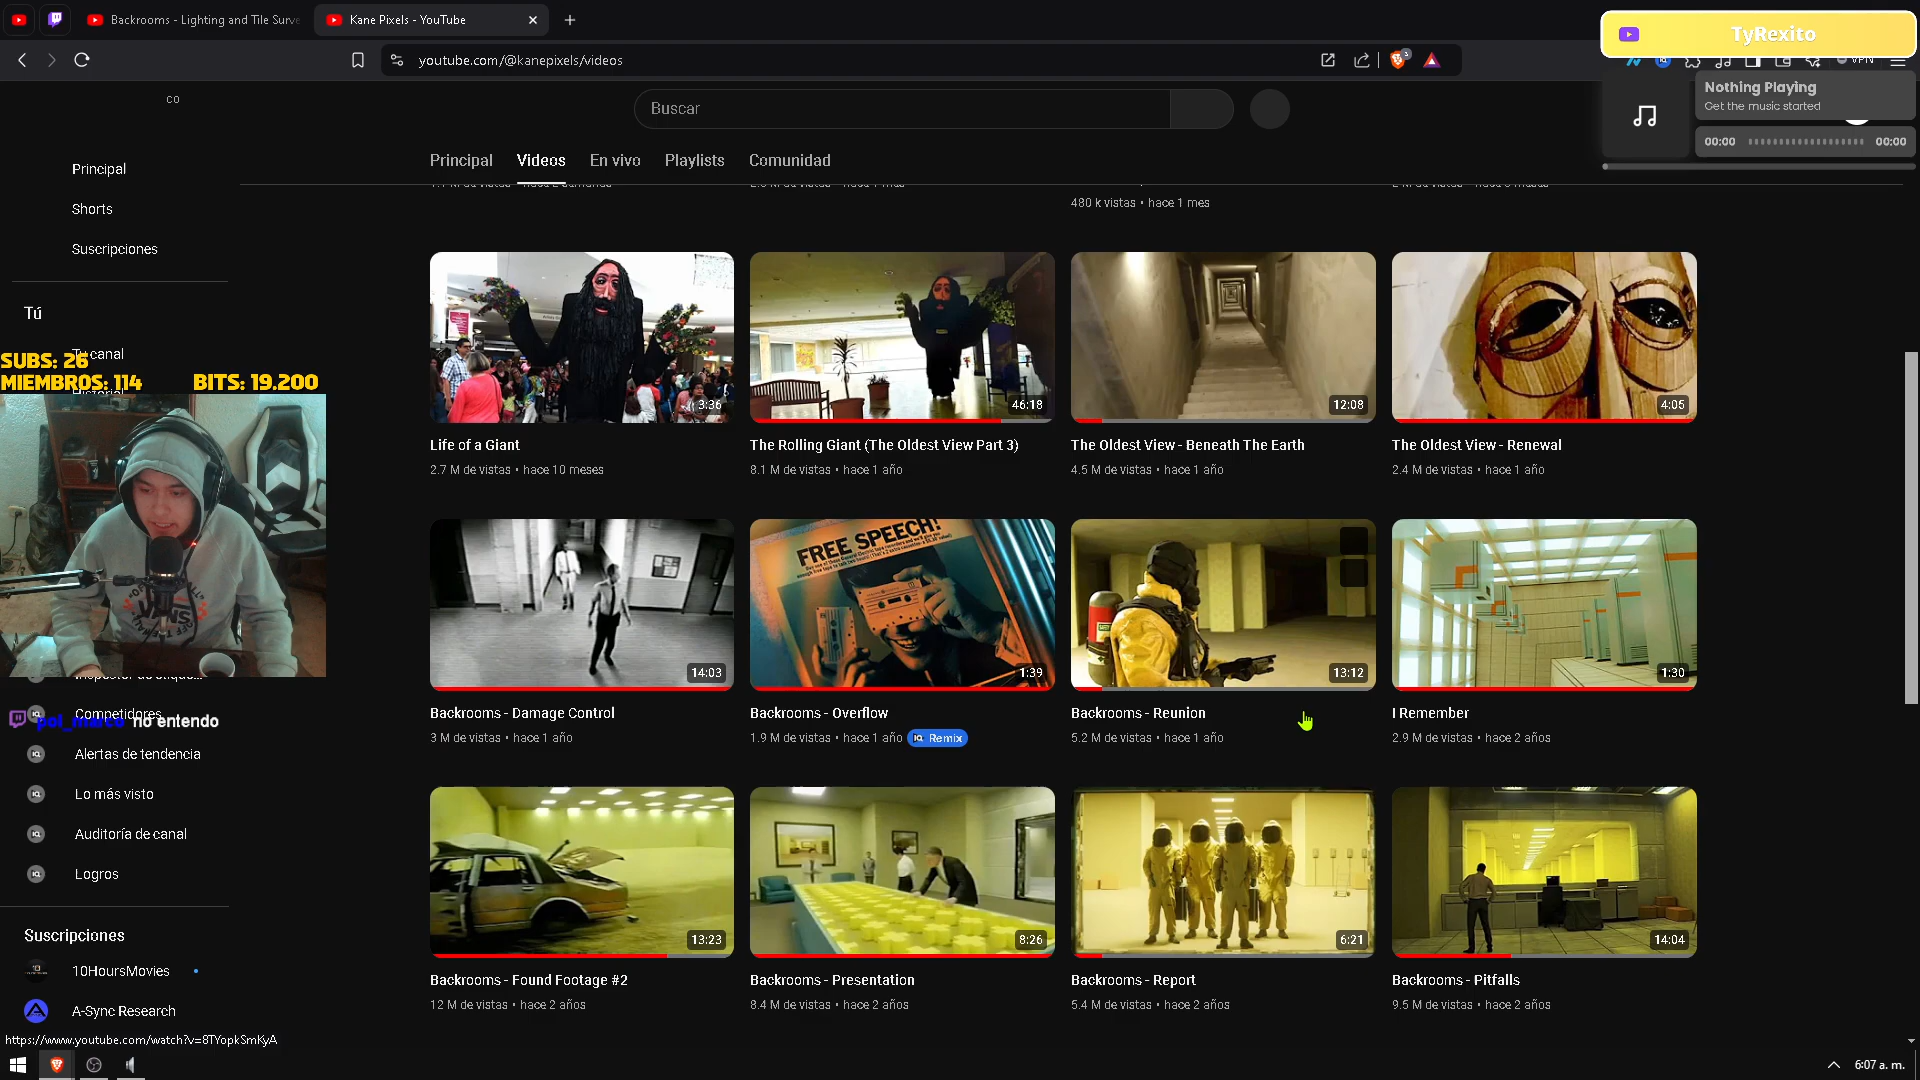 Backrooms - Lighting and Tile Surve
Kane Pixels - YouTube
TyRexito
youtube.com/@kanepixels/videos
VPN
CO
Buscar
Nothing Playing
Get the music started
00:00
00:00
Principal
Videos
En vivo
Playlists
Comunidad
Principal
Shorts
Suscripciones
480 k vistas • hace 1 mes
Tú
Tu canal
Historial
SUBS: 26
MIEMBROS: 114
BITS: 19.200
3:36
46:18
12:08
4:05
Life of a Giant
The Rolling Giant (The Oldest View Part 3)
The Oldest View - Beneath The Earth
The Oldest View - Renewal
2.7 M de vistas • hace 10 meses
8.1 M de vistas • hace 1 año
4.5 M de vistas • hace 1 año
2.4 M de vistas • hace 1 año
FREE SPEECH!
14:03
1:39
13:12
1:30
Backrooms - Damage Control
Backrooms - Overflow
Backrooms - Reunion
I Remember
3 M de vistas • hace 1 año
1.9 M de vistas • hace 1 año
Remix
5.2 M de vistas • hace 1 año
2.9 M de vistas • hace 2 años
Competidores
pol_marco no entendo
Alertas de tendencia
Lo más visto
Auditoría de canal
Logros
13:23
8:26
6:21
14:04
Backrooms - Found Footage #2
Backrooms - Presentation
Backrooms - Report
Backrooms - Pitfalls
12 M de vistas • hace 2 años
8.4 M de vistas • hace 2 años
5.4 M de vistas • hace 2 años
9.5 M de vistas • hace 2 años
Suscripciones
10HoursMovies
A-Sync Research
https://www.youtube.com/watch?v=8TYopkSmKyA
6:07 a. m.